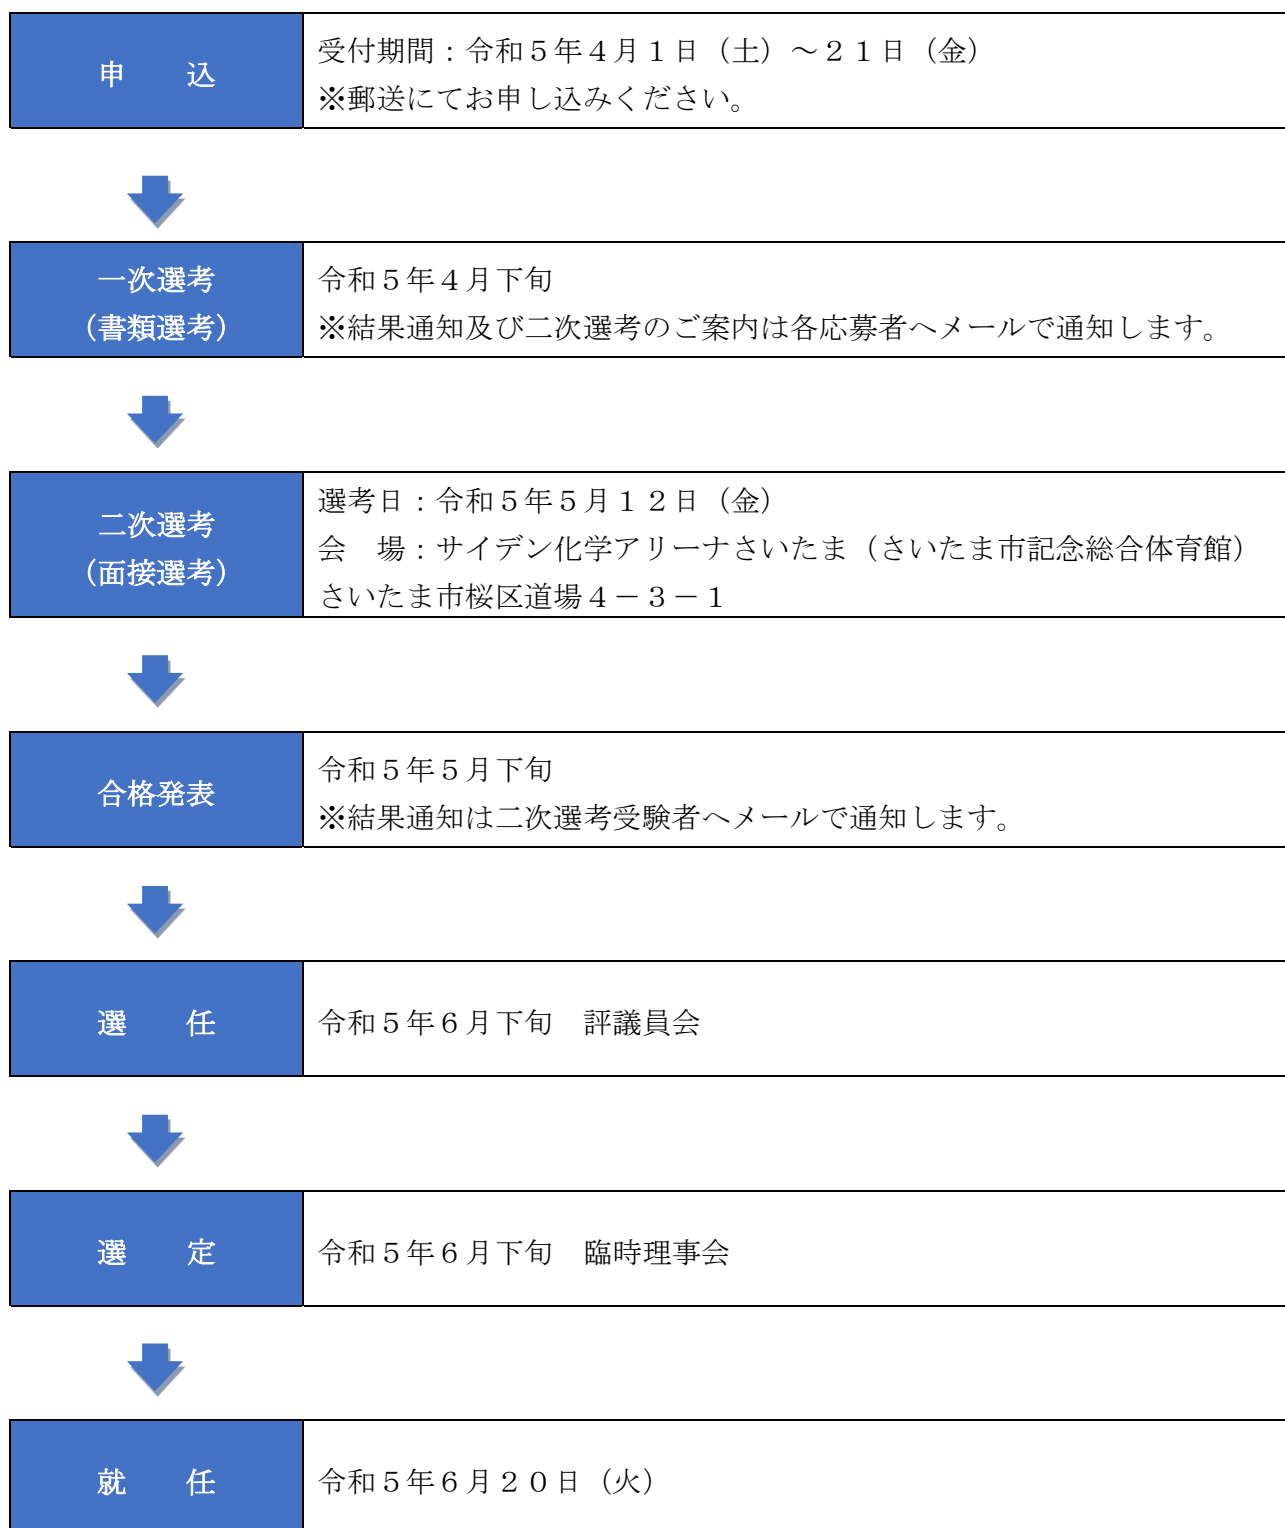 申　　込
受付期間：令和５年４月１日（土）～２１日（金）
※郵送にてお申し込みください。
一次選考
（書類選考）
令和５年４月下旬
※結果通知及び二次選考のご案内は各応募者へメールで通知します。
二次選考
（面接選考）
選考日：令和５年５月１２日（金）
会　場：サイデン化学アリーナさいたま（さいたま市記念総合体育館）
さいたま市桜区道場４－３－１
合格発表
令和５年５月下旬
※結果通知は二次選考受験者へメールで通知します。
選　　任
令和５年６月下旬　評議員会
選　　定
令和５年６月下旬　臨時理事会
就　　任
令和５年６月２０日（火）